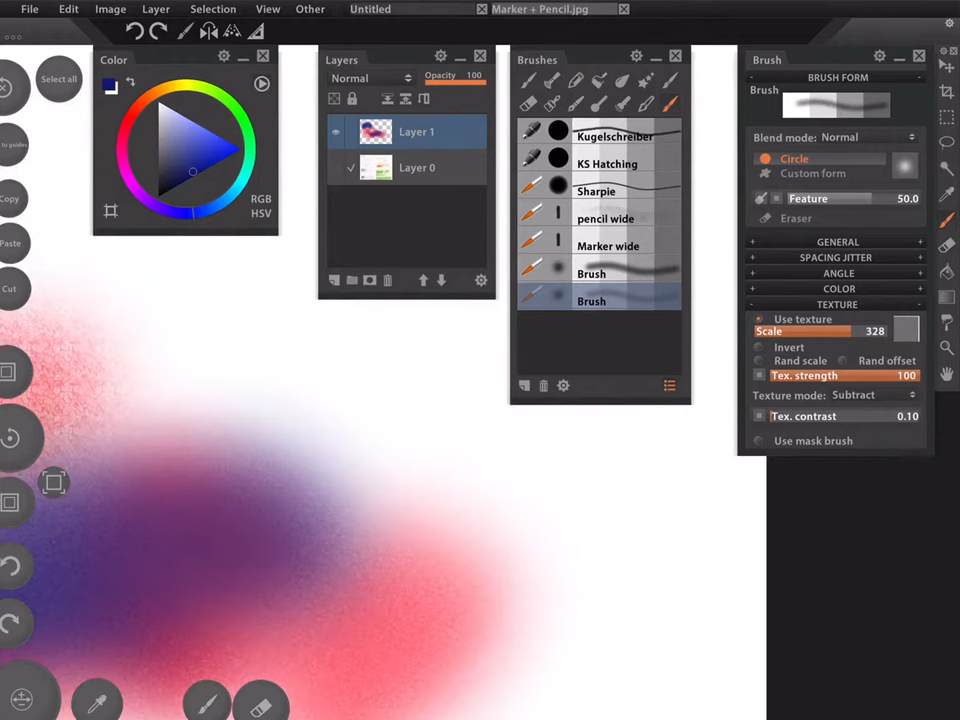 File Edit Image Layer Selection View Other Untitled Marker + Pencil.jpg
Select all
to guides
Copy
Paste
Cut
Color
RGB
HSV
Layers
Normal Opacity 100
Layer 1
Layer 0
Brushes
Kugelschreiber
KS Hatching
Sharpie
pencil wide
Marker wide
Brush
Brush
Brush
BRUSH FORM
Brush
Blend mode: Normal
Circle
Custom form
Feature 50.0
Eraser
+ GENERAL +
+ SPACING JITTER +
+ ANGLE +
+ COLOR +
- TEXTURE -
Use texture
Scale 328
Invert
Rand scale Rand offset
Tex. strength 100
Texture mode: Subtract
Tex. contrast 0.10
Use mask brush